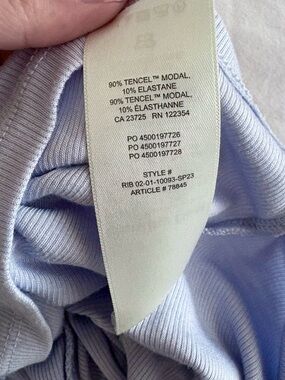 90% TENCEL™ MODAL,
10% ELASTANE
90% TENCEL™ MODAL,
10% ÉLASTHANNE
CA 23725 RN 122354
PO 4500197726
PO 4500197727
PO 4500197728
STYLE #
RIB 02-01-10093-SP23
ARTICLE # 78845